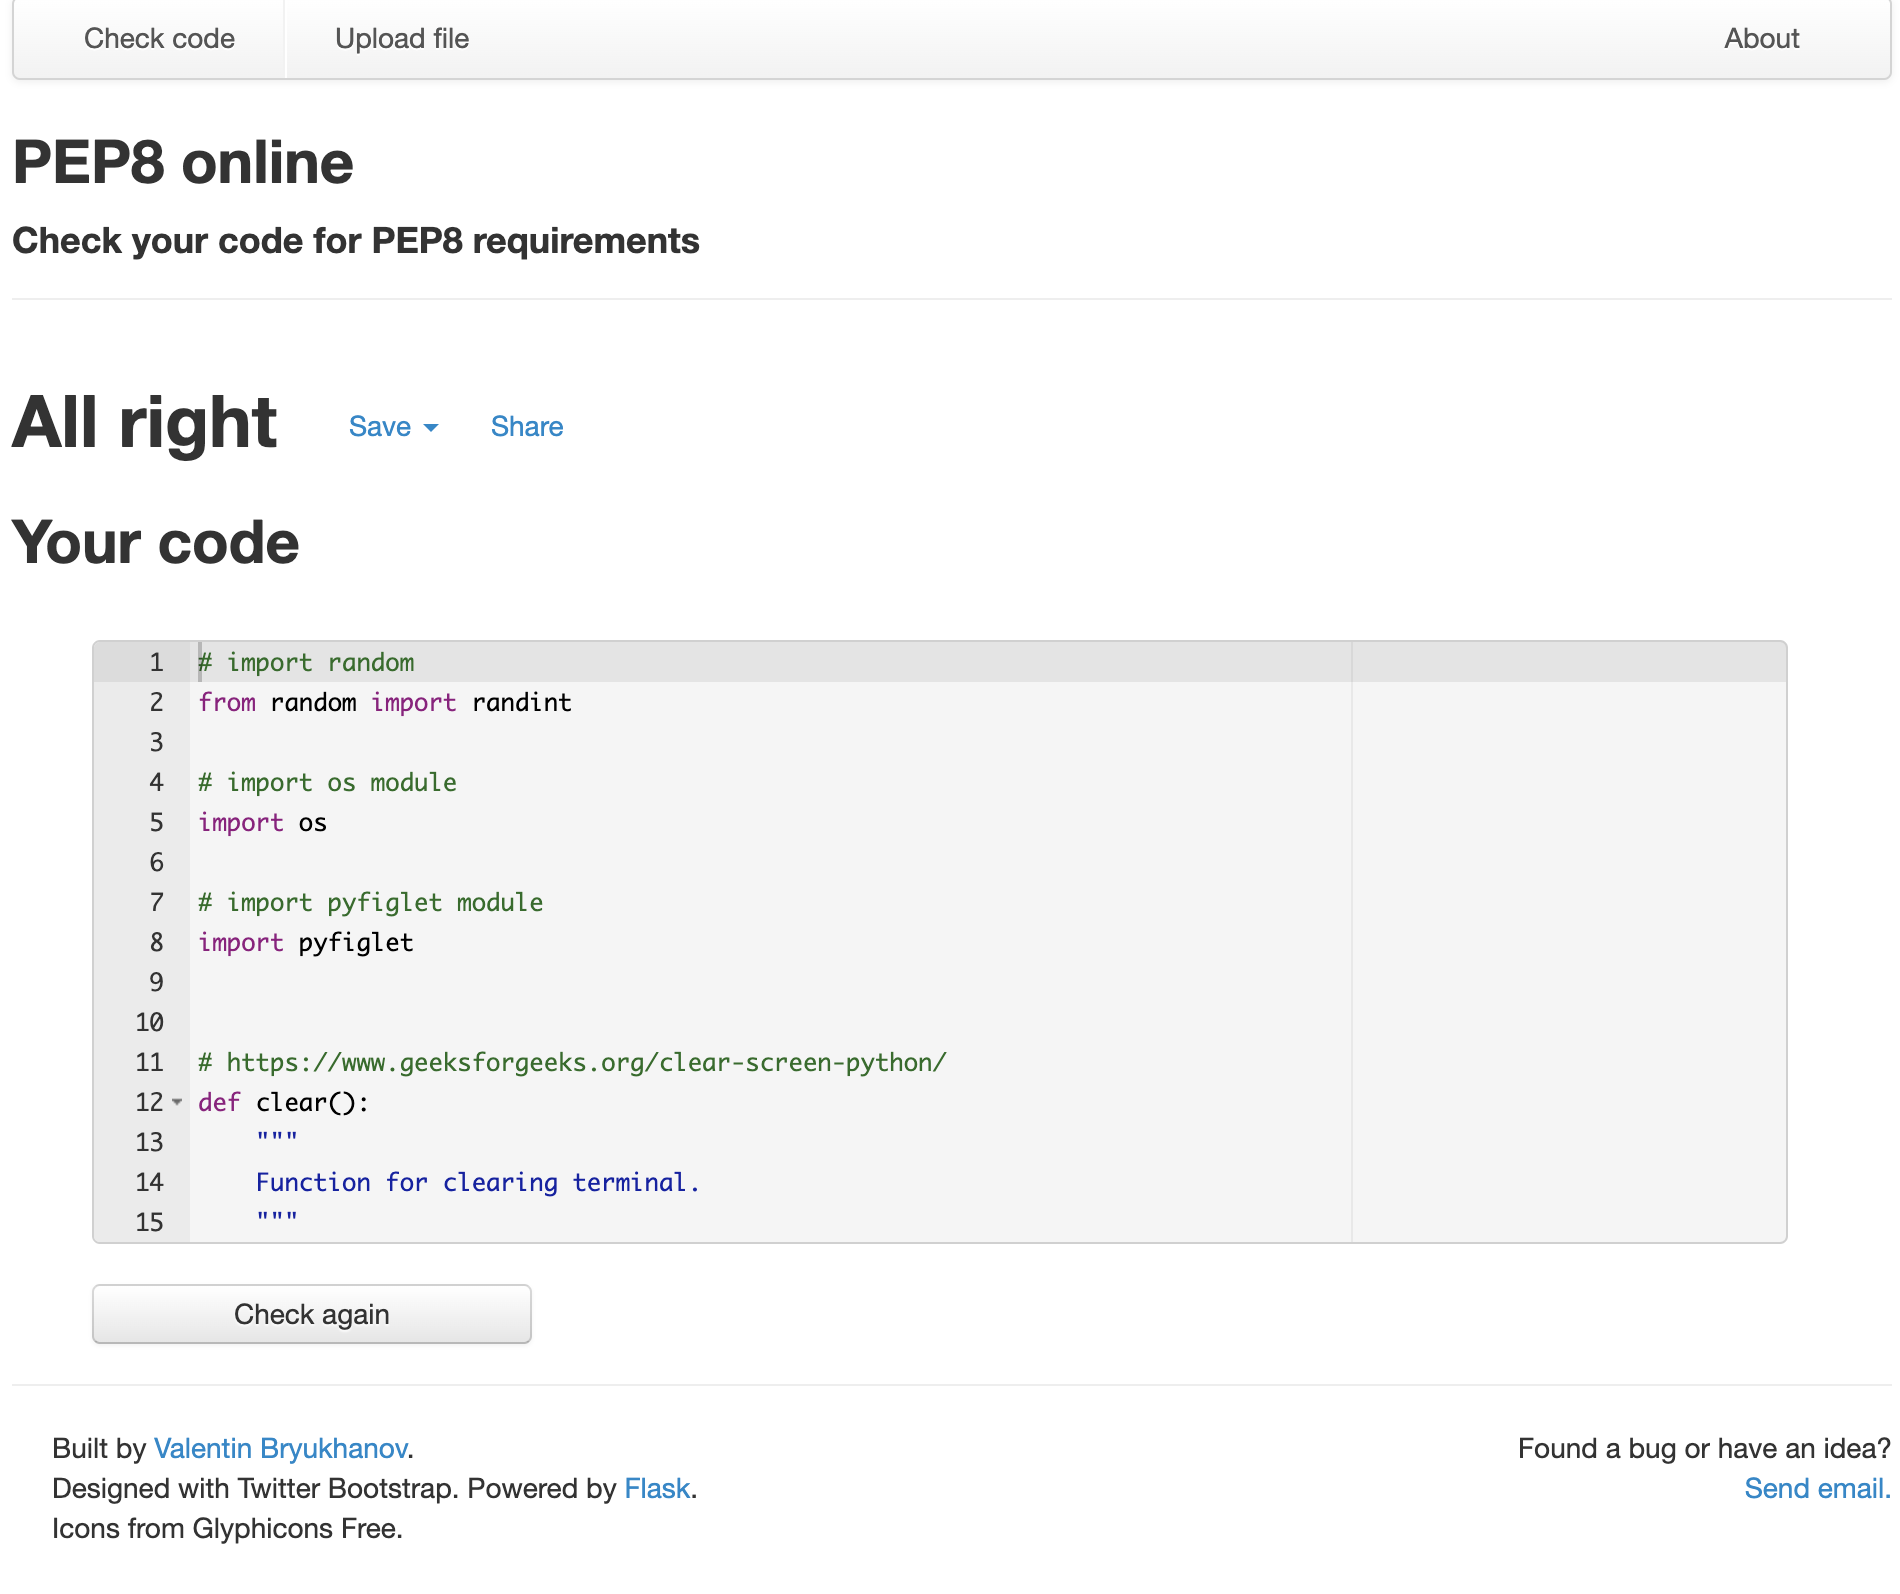 Check code Upload file About
PEP8 online
Check your code for PEP8 requirements
All right Save Share
Your code
1 # import random
2 from random import randint
3
4 # import os module
5 import os
6
7 # import pyfiglet module
8 import pyfiglet
9
10
11 # https://www.geeksforgeeks.org/clear-screen-python/
12 def clear():
13 """
14 Function for clearing terminal.
15 """
Check again
Built by Valentin Bryukhanov.
Designed with Twitter Bootstrap. Powered by Flask.
Icons from Glyphicons Free.
Found a bug or have an idea?
Send email.